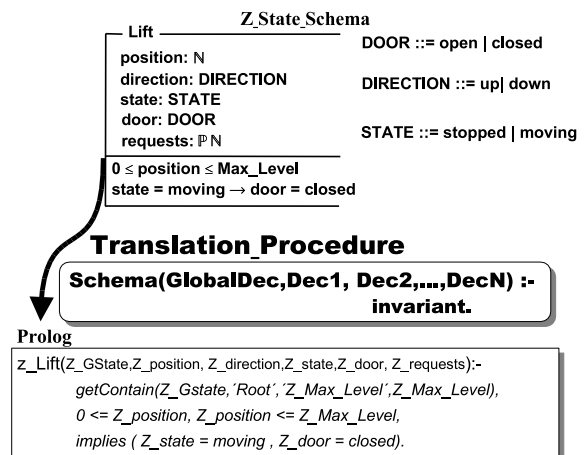 Z_State_Schema
Lift
position: ℕ
direction: DIRECTION
state: STATE
door: DOOR
requests: ℙ ℕ
0 ≤ position ≤ Max_Level
state = moving → door = closed
DOOR ::= open | closed
DIRECTION ::= up| down
STATE ::= stopped | moving
Translation_Procedure
Schema(GlobalDec,Dec1, Dec2,...,DecN) :-
invariant.
Prolog
z_Lift(Z_GState,Z_position, Z_direction,Z_state,Z_door, Z_requests):-
getContain(Z_Gstate,´Root´,´Z_Max_Level´,Z_Max_Level),
0 <= Z_position, Z_position <= Z_Max_Level,
implies ( Z_state = moving , Z_door = closed).